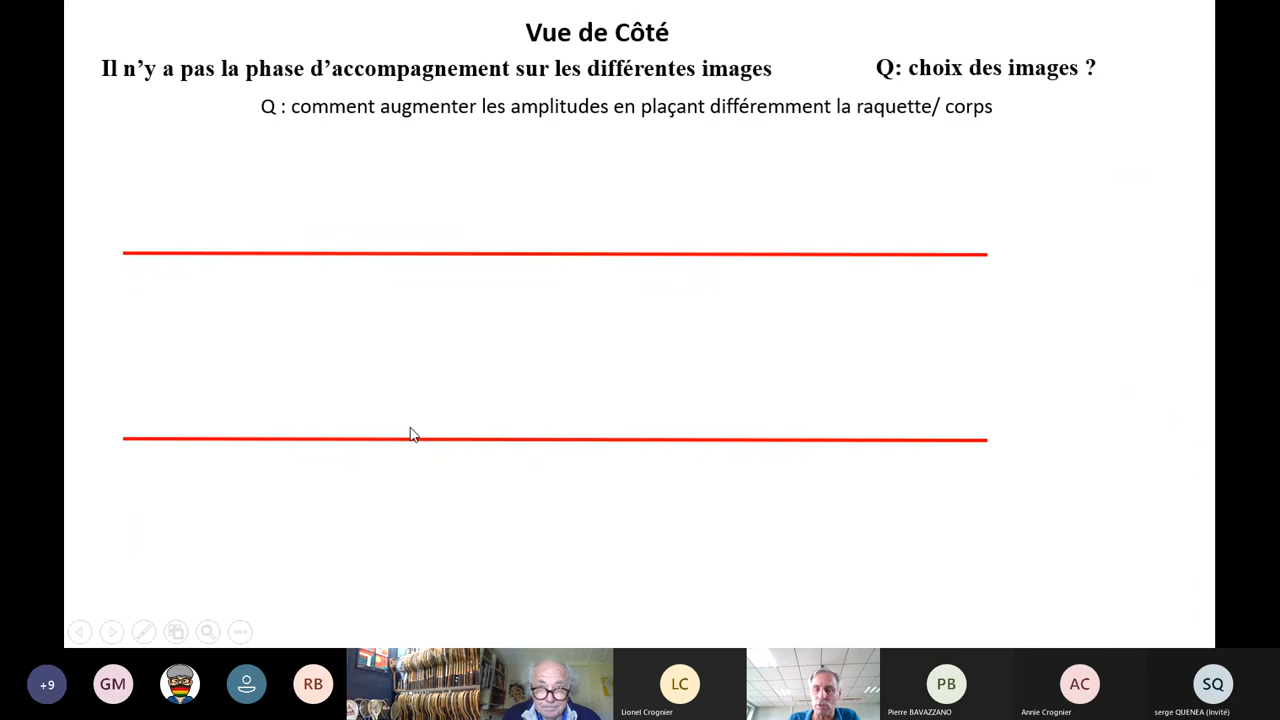 Vue de Côté
Il n’y a pas la phase d’accompagnement sur les différentes images
Q: choix des images ?
Q : comment augmenter les amplitudes en plaçant différemment la raquette/ corps
+9
GM
RB
LC
PB
AC
SQ
Lionel Crognier
Pierre BAVAZZANO
Annie Crognier
serge QUENEA (Invité)